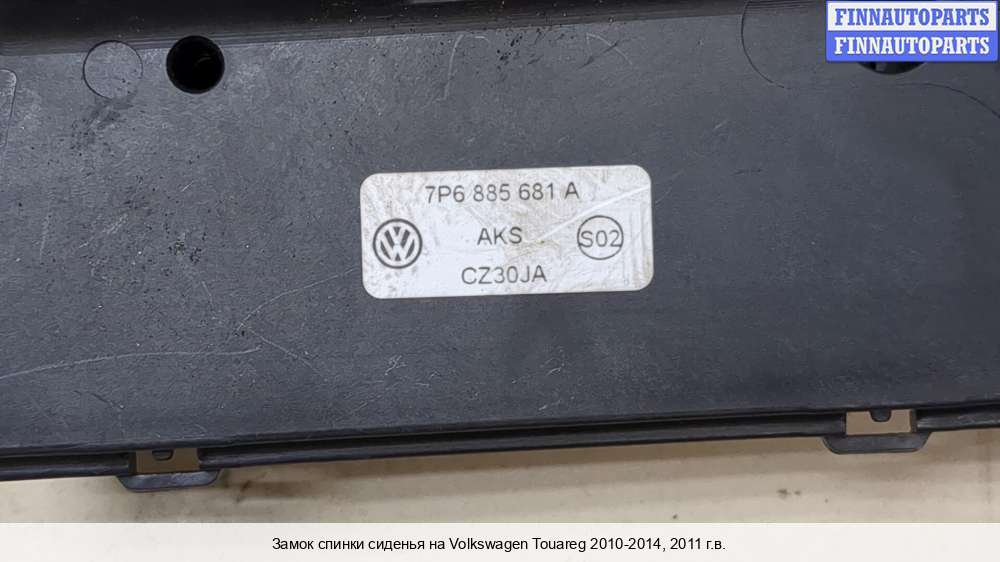 FINNAUTOPARTS
FINNAUTOPARTS
7P6 885 681 A
AKS
S02
CZ30JA
Замок спинки сиденья на Volkswagen Touareg 2010-2014, 2011 г.в.